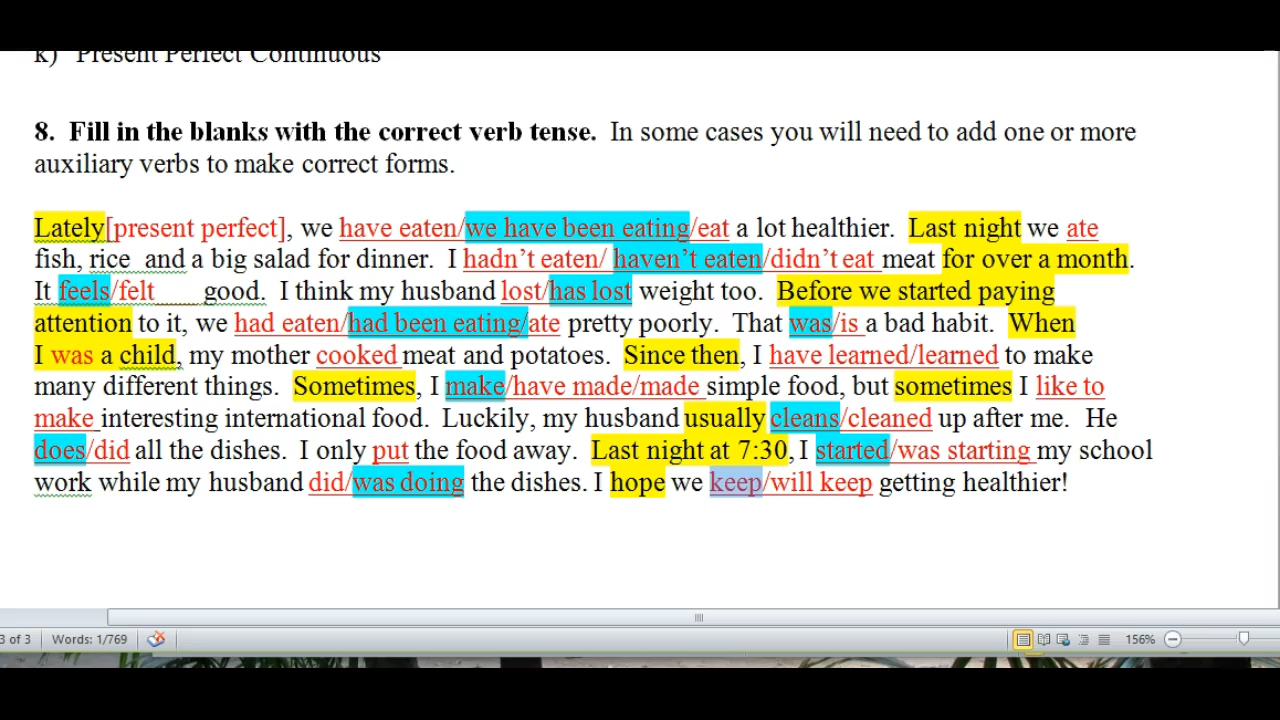 k) Present Perfect Continuous
8. Fill in the blanks with the correct verb tense. In some cases you will need to add one or more
auxiliary verbs to make correct forms.
Lately[present perfect], we have eaten/we have been eating/eat a lot healthier. Last night we ate
fish, rice and a big salad for dinner. I hadn't eaten/ haven't eaten/didn't eat meat for over a month.
It feels/felt____ good. I think my husband lost/has lost weight too. Before we started paying
attention to it, we had eaten/had been eating/ate pretty poorly. That was/is a bad habit. When
I was a child, my mother cooked meat and potatoes. Since then, I have learned/learned to make
many different things. Sometimes, I make/have made/made simple food, but sometimes I like to
make interesting international food. Luckily, my husband usually cleans/cleaned up after me. He
does/did all the dishes. I only put the food away. Last night at 7:30, I started/was starting my school
work while my husband did/was doing the dishes. I hope we keep/will keep getting healthier!
3 of 3 Words: 1/769 156%